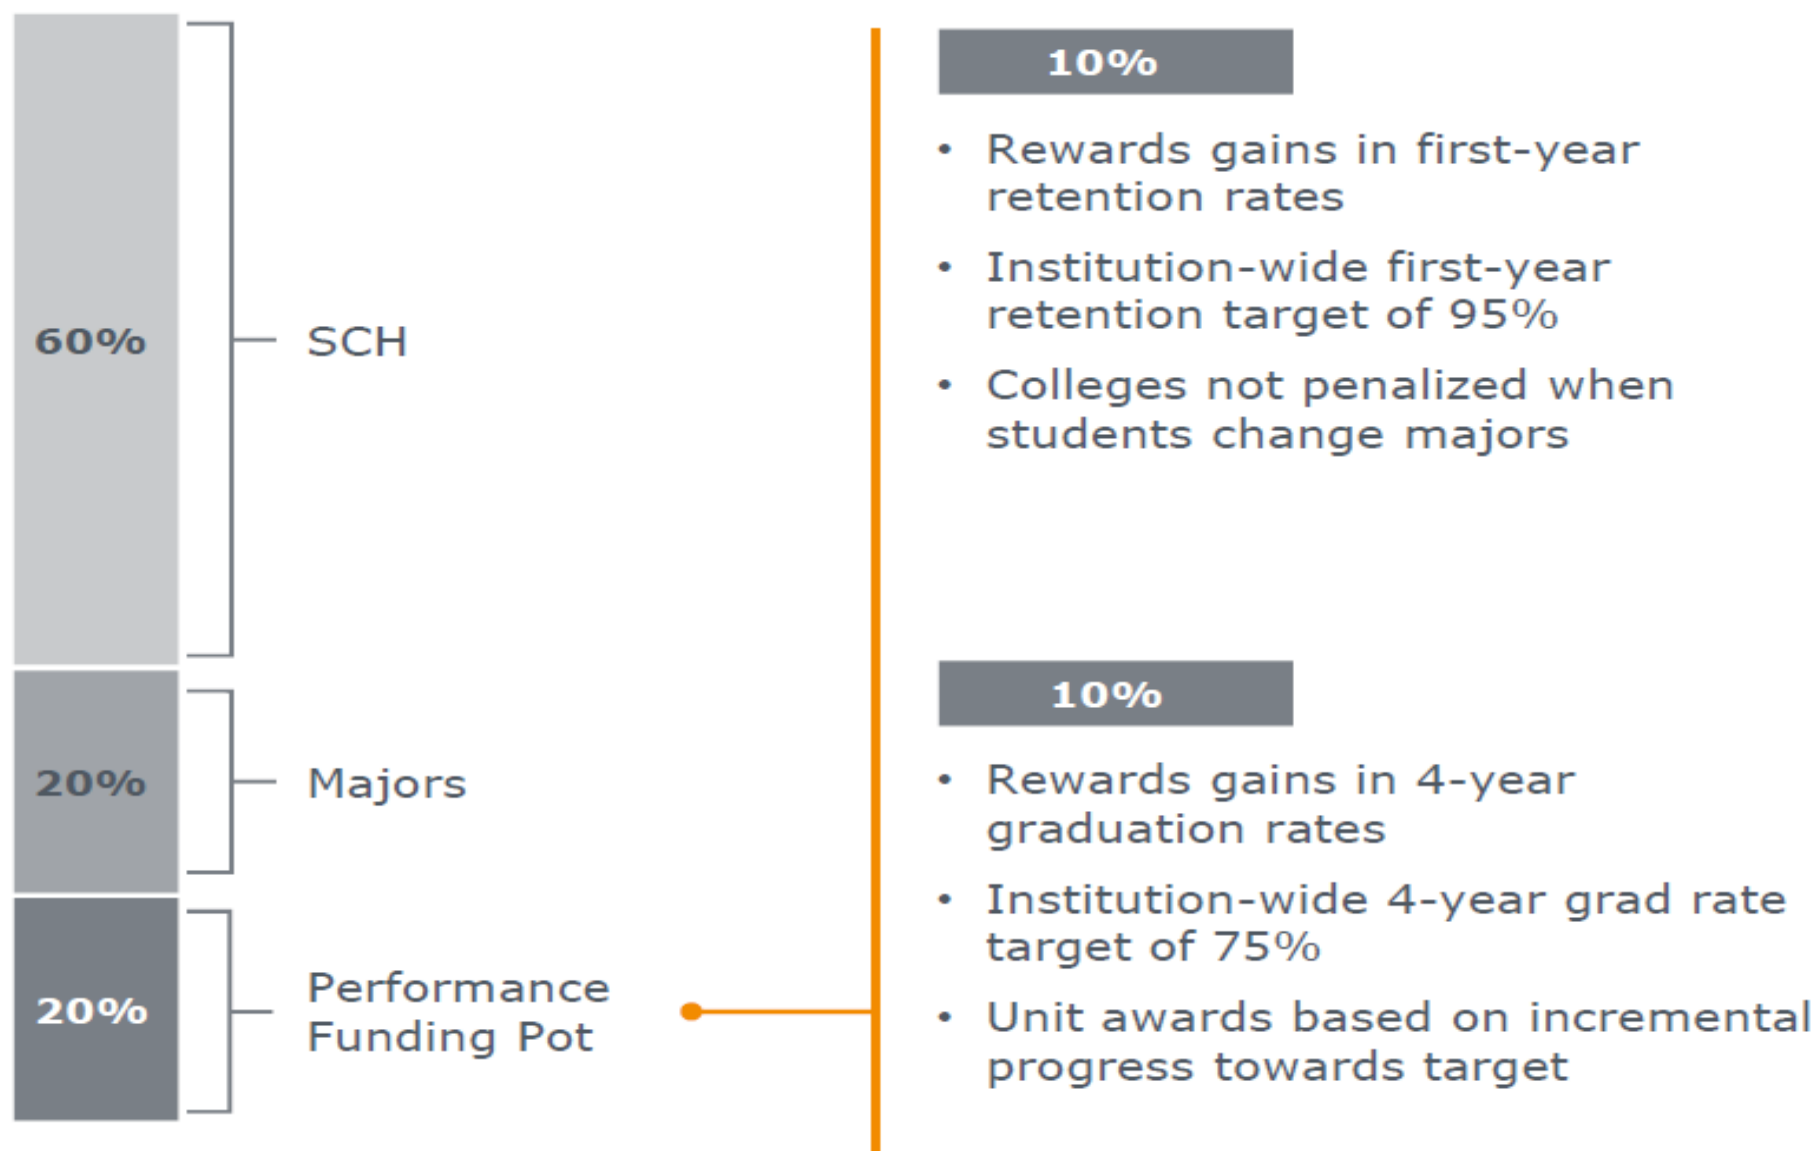 60%
SCH
20%
Majors
20%
Performance
Funding Pot
10%
• Rewards gains in first-year
retention rates
• Institution-wide first-year
retention target of 95%
• Colleges not penalized when
students change majors
10%
• Rewards gains in 4-year
graduation rates
• Institution-wide 4-year grad rate
target of 75%
• Unit awards based on incremental
progress towards target